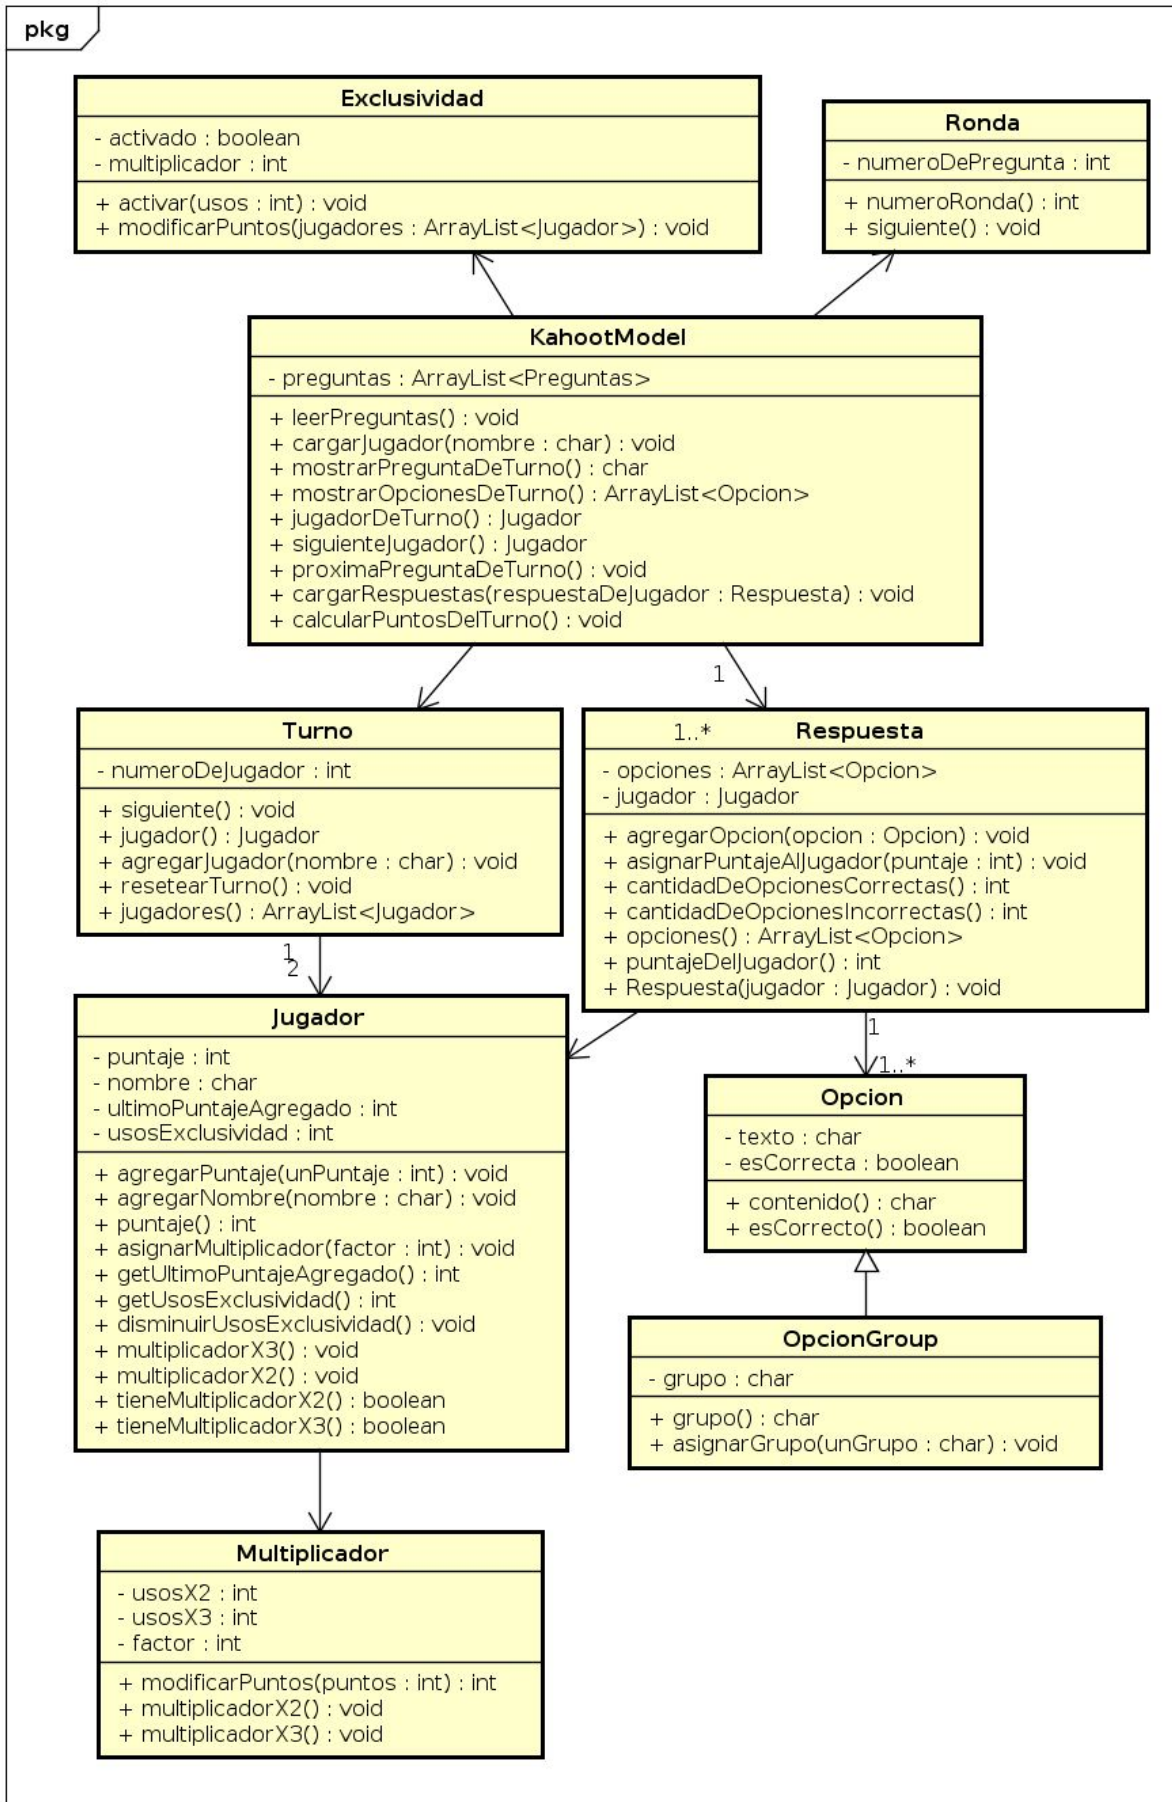 pkg
Exclusividad
- activado : boolean
- multiplicador : int
+ activar(usos : int) : void
+ modificarPuntos(jugadores : ArrayList<Jugador>) : void
Ronda
- numeroDePregunta : int
+ numeroRonda() : int
+ siguiente() : void
KahootModel
- preguntas : ArrayList<Preguntas>
+ leerPreguntas() : void
+ cargarJugador(nombre : char) : void
+ mostrarPreguntaDeTurno() : char
+ mostrarOpcionesDeTurno() : ArrayList<Opcion>
+ jugadorDeTurno() : Jugador
+ siguienteJugador() : Jugador
+ proximaPreguntaDeTurno() : void
+ cargarRespuestas(respuestaDeJugador : Respuesta) : void
+ calcularPuntosDelTurno() : void
1
1..*
Turno
- numeroDeJugador : int
+ siguiente() : void
+ jugador() : Jugador
+ agregarJugador(nombre : char) : void
+ resetearTurno() : void
+ jugadores() : ArrayList<Jugador>
Respuesta
- opciones : ArrayList<Opcion>
- jugador : Jugador
+ agregarOpcion(opcion : Opcion) : void
+ asignarPuntajeAlJugador(puntaje : int) : void
+ cantidadDeOpcionesCorrectas() : int
+ cantidadDeOpcionesIncorrectas() : int
+ opciones() : ArrayList<Opcion>
+ puntajeDelJugador() : int
+ Respuesta(jugador : Jugador) : void
1
2
1
1..*
Jugador
- puntaje : int
- nombre : char
- ultimoPuntajeAgregado : int
- usosExclusividad : int
+ agregarPuntaje(unPuntaje : int) : void
+ agregarNombre(nombre : char) : void
+ puntaje() : int
+ asignarMultiplicador(factor : int) : void
+ getUltimoPuntajeAgregado() : int
+ getUsosExclusividad() : int
+ disminuirUsosExclusividad() : void
+ multiplicadorX3() : void
+ multiplicadorX2() : void
+ tieneMultiplicadorX2() : boolean
+ tieneMultiplicadorX3() : boolean
Opcion
- texto : char
- esCorrecta : boolean
+ contenido() : char
+ esCorrecto() : boolean
OpcionGroup
- grupo : char
+ grupo() : char
+ asignarGrupo(unGrupo : char) : void
Multiplicador
- usosX2 : int
- usosX3 : int
- factor : int
+ modificarPuntos(puntos : int) : int
+ multiplicadorX2() : void
+ multiplicadorX3() : void